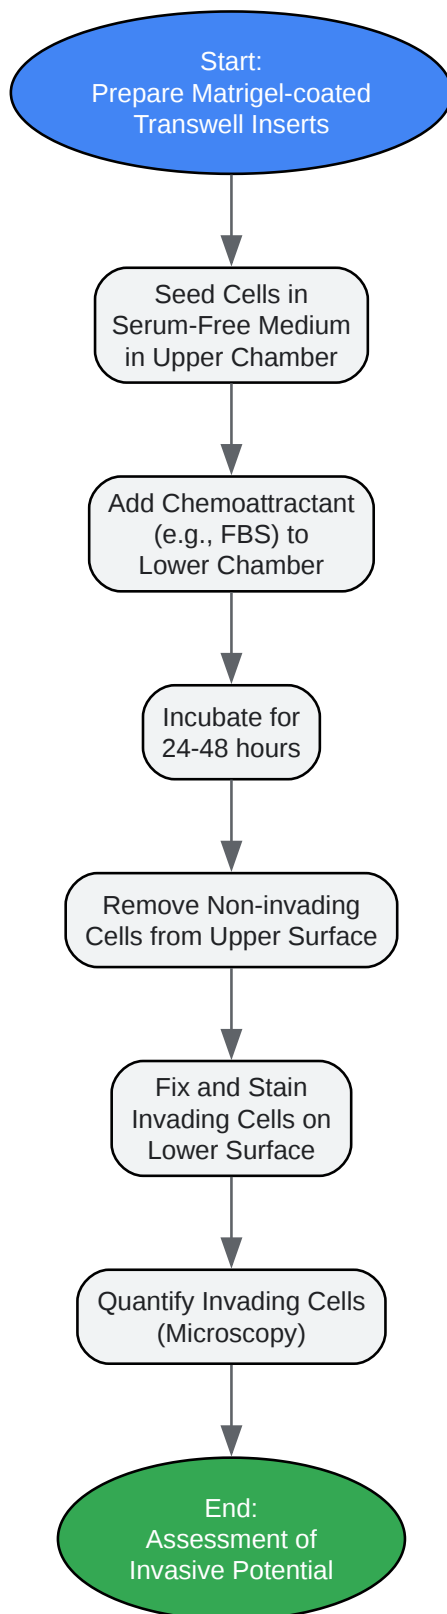 Start:
Prepare Matrigel-coated
Transwell Inserts
Seed Cells in
Serum-Free Medium
in Upper Chamber
Add Chemoattractant
(e.g., FBS) to
Lower Chamber
Incubate for
24-48 hours
Remove Non-invading
Cells from Upper Surface
Fix and Stain
Invading Cells on
Lower Surface
Quantify Invading Cells
(Microscopy)
End:
Assessment of
Invasive Potential